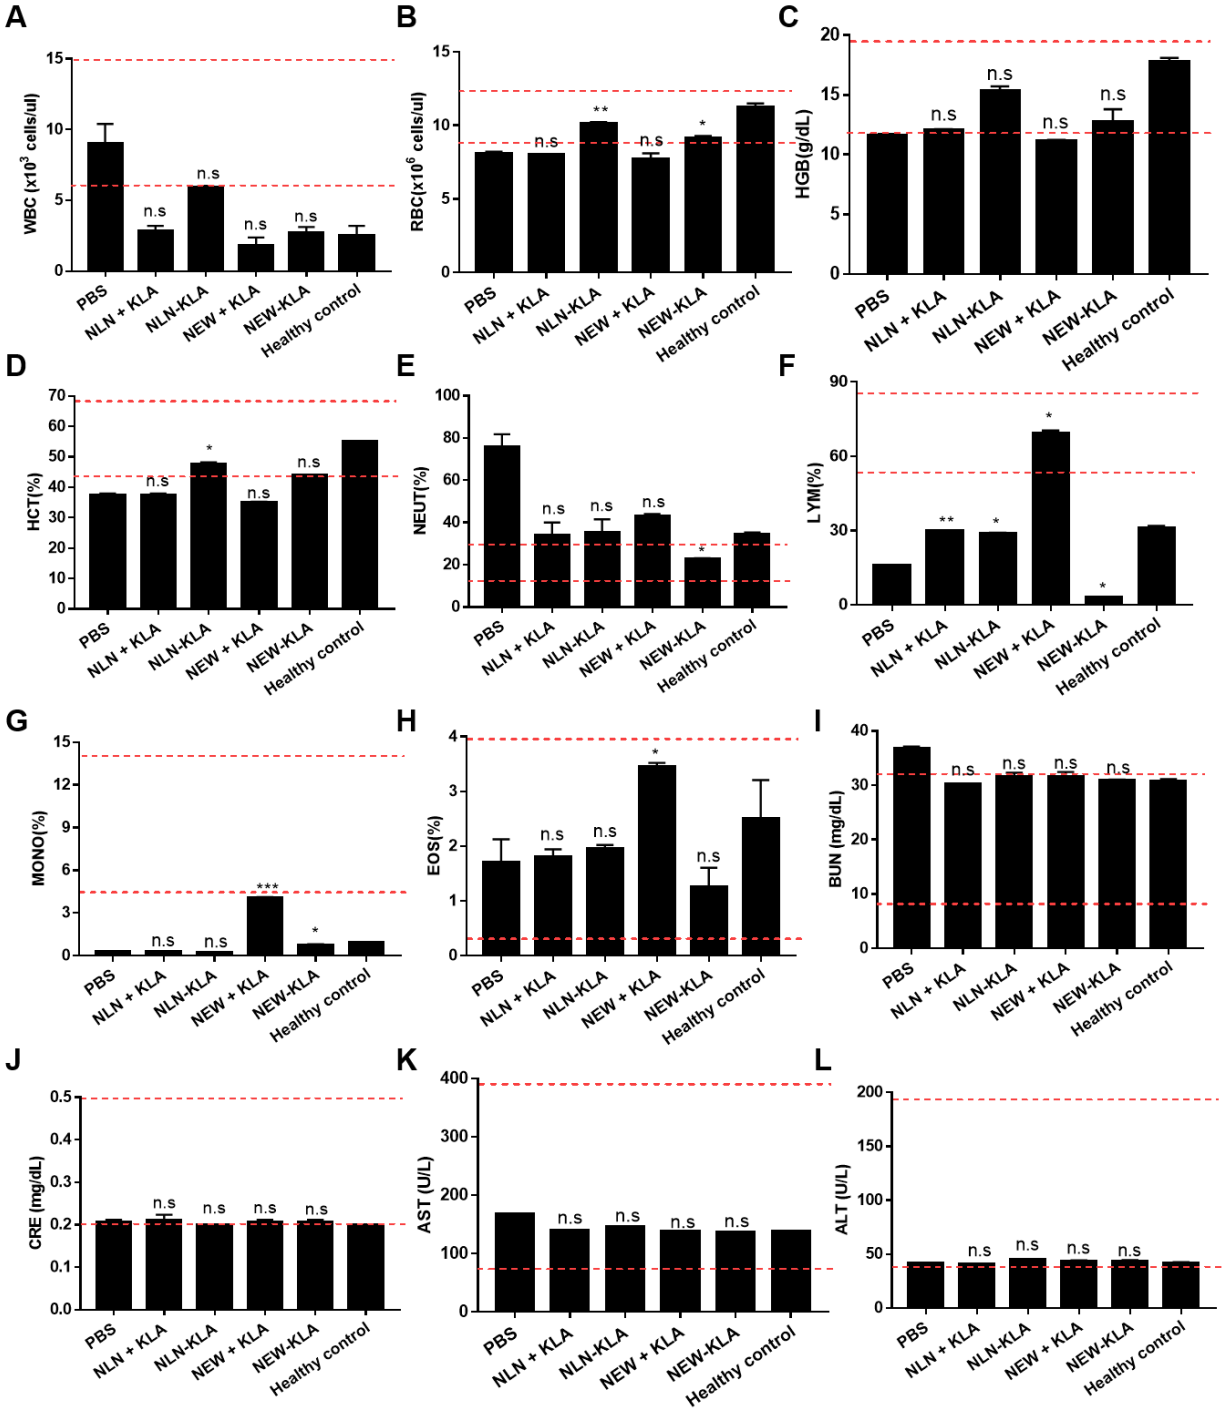 A
WBC (x10³ cells/ul)
15
10
5
0
n.s
n.s
n.s
n.s
PBS
NLN + KLA
NLN-KLA
NEW + KLA
NEW-KLA
Healthy control
B
RBC(x10⁶ cells/ul)
15
10
5
0
n.s
**
n.s
*
PBS
NLN + KLA
NLN-KLA
NEW + KLA
NEW-KLA
Healthy control
C
HGB(g/dL)
20
15
10
5
0
n.s
n.s
n.s
n.s
PBS
NLN + KLA
NLN-KLA
NEW + KLA
NEW-KLA
Healthy control
D
HCT(%)
70
60
50
40
30
20
10
0
n.s
*
n.s
n.s
PBS
NLN + KLA
NLN-KLA
NEW + KLA
NEW-KLA
Healthy control
E
NEUT(%)
100
80
60
40
20
0
n.s
n.s
n.s
*
PBS
NLN + KLA
NLN-KLA
NEW + KLA
NEW-KLA
Healthy control
F
LYM(%)
90
60
30
0
**
*
*
*
PBS
NLN + KLA
NLN-KLA
NEW + KLA
NEW-KLA
Healthy control
G
MONO(%)
15
12
9
6
3
0
n.s
n.s
***
*
PBS
NLN + KLA
NLN-KLA
NEW + KLA
NEW-KLA
Healthy control
H
EOS(%)
4
3
2
1
0
n.s
n.s
*
n.s
PBS
NLN + KLA
NLN-KLA
NEW + KLA
NEW-KLA
Healthy control
I
BUN (mg/dL)
40
30
20
10
0
n.s
n.s
n.s
n.s
PBS
NLN + KLA
NLN-KLA
NEW + KLA
NEW-KLA
Healthy control
J
CRE (mg/dL)
0.5
0.4
0.3
0.2
0.1
0.0
n.s
n.s
n.s
n.s
PBS
NLN + KLA
NLN-KLA
NEW + KLA
NEW-KLA
Healthy control
K
AST (U/L)
400
300
200
100
0
n.s
n.s
n.s
n.s
PBS
NLN + KLA
NLN-KLA
NEW + KLA
NEW-KLA
Healthy control
L
ALT (U/L)
200
150
100
50
0
n.s
n.s
n.s
n.s
PBS
NLN + KLA
NLN-KLA
NEW + KLA
NEW-KLA
Healthy control